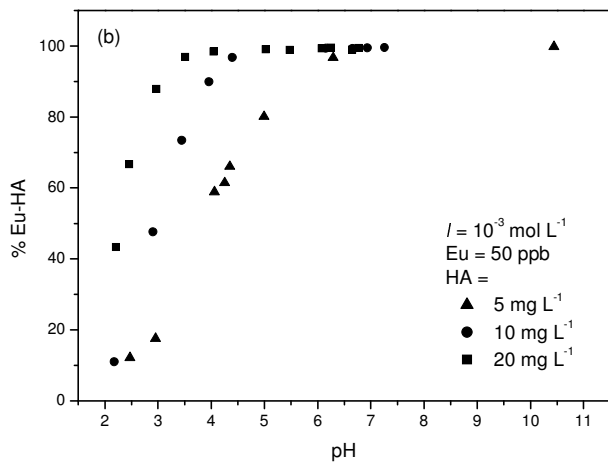 (b)
100
80
60
40
20
0
% Eu-HA
I = 10⁻³ mol L⁻¹
Eu = 50 ppb
HA =
5 mg L⁻¹
10 mg L⁻¹
20 mg L⁻¹
2 3 4 5 6 7 8 9 10 11
pH